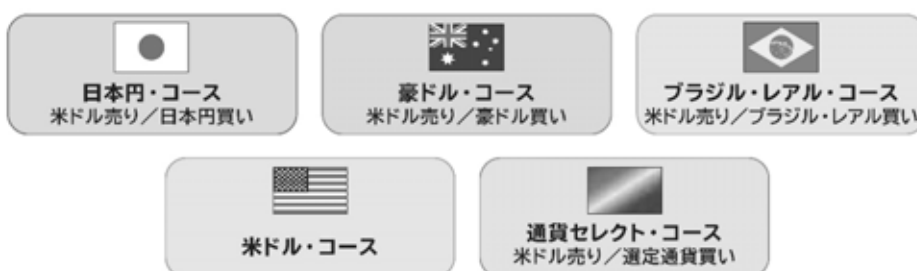 日本円・コース
米ドル売り／日本円買い
豪ドル・コース
米ドル売り／豪ドル買い
ブラジル・レアル・コース
米ドル売り／ブラジル・レアル買い
米ドル・コース
通貨セレクト・コース
米ドル売り／選定通貨買い